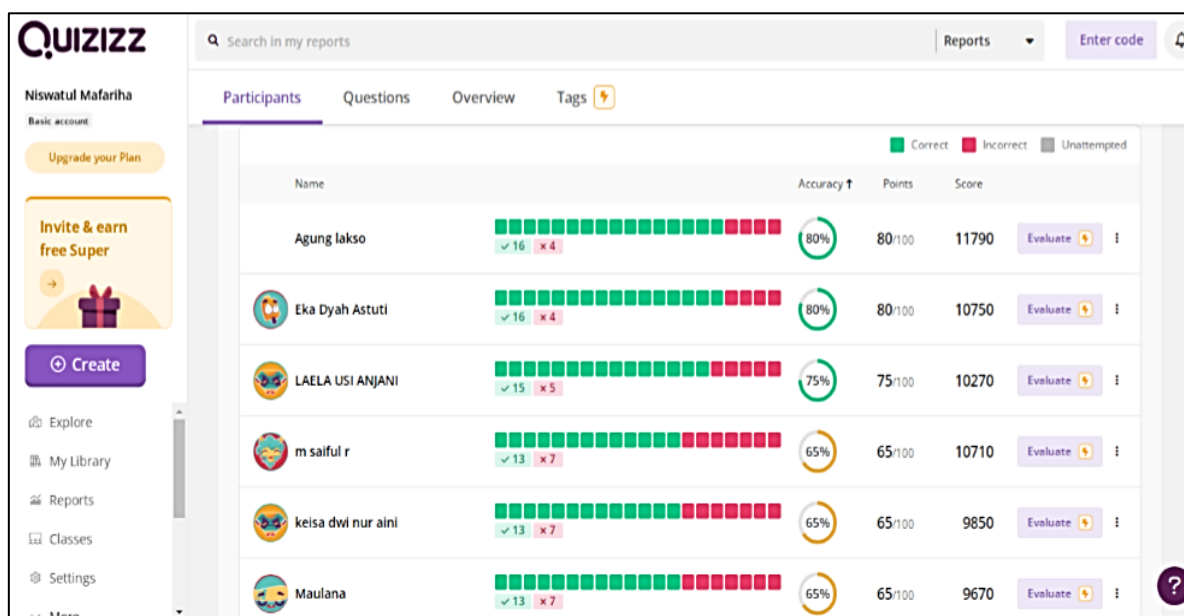 QUIZIZZ
Search in my reports
Reports
Enter code
Niswatul Mafariha
Basic account
Upgrade your Plan
Invite & earn
free Super
Create
Explore
My Library
Reports
Classes
Settings
Participants Questions Overview Tags
Correct Incorrect Unattempted
Name Accuracy Points Score
Agung lakso 80% 80/100 11790 Evaluate
16 4
Eka Dyah Astuti 80% 80/100 10750 Evaluate
16 4
LAELA USI ANJANI 75% 75/100 10270 Evaluate
15 5
m saiful r 65% 65/100 10710 Evaluate
13 7
keisa dwi nur aini 65% 65/100 9850 Evaluate
13 7
Maulana 65% 65/100 9670 Evaluate
13 7
?